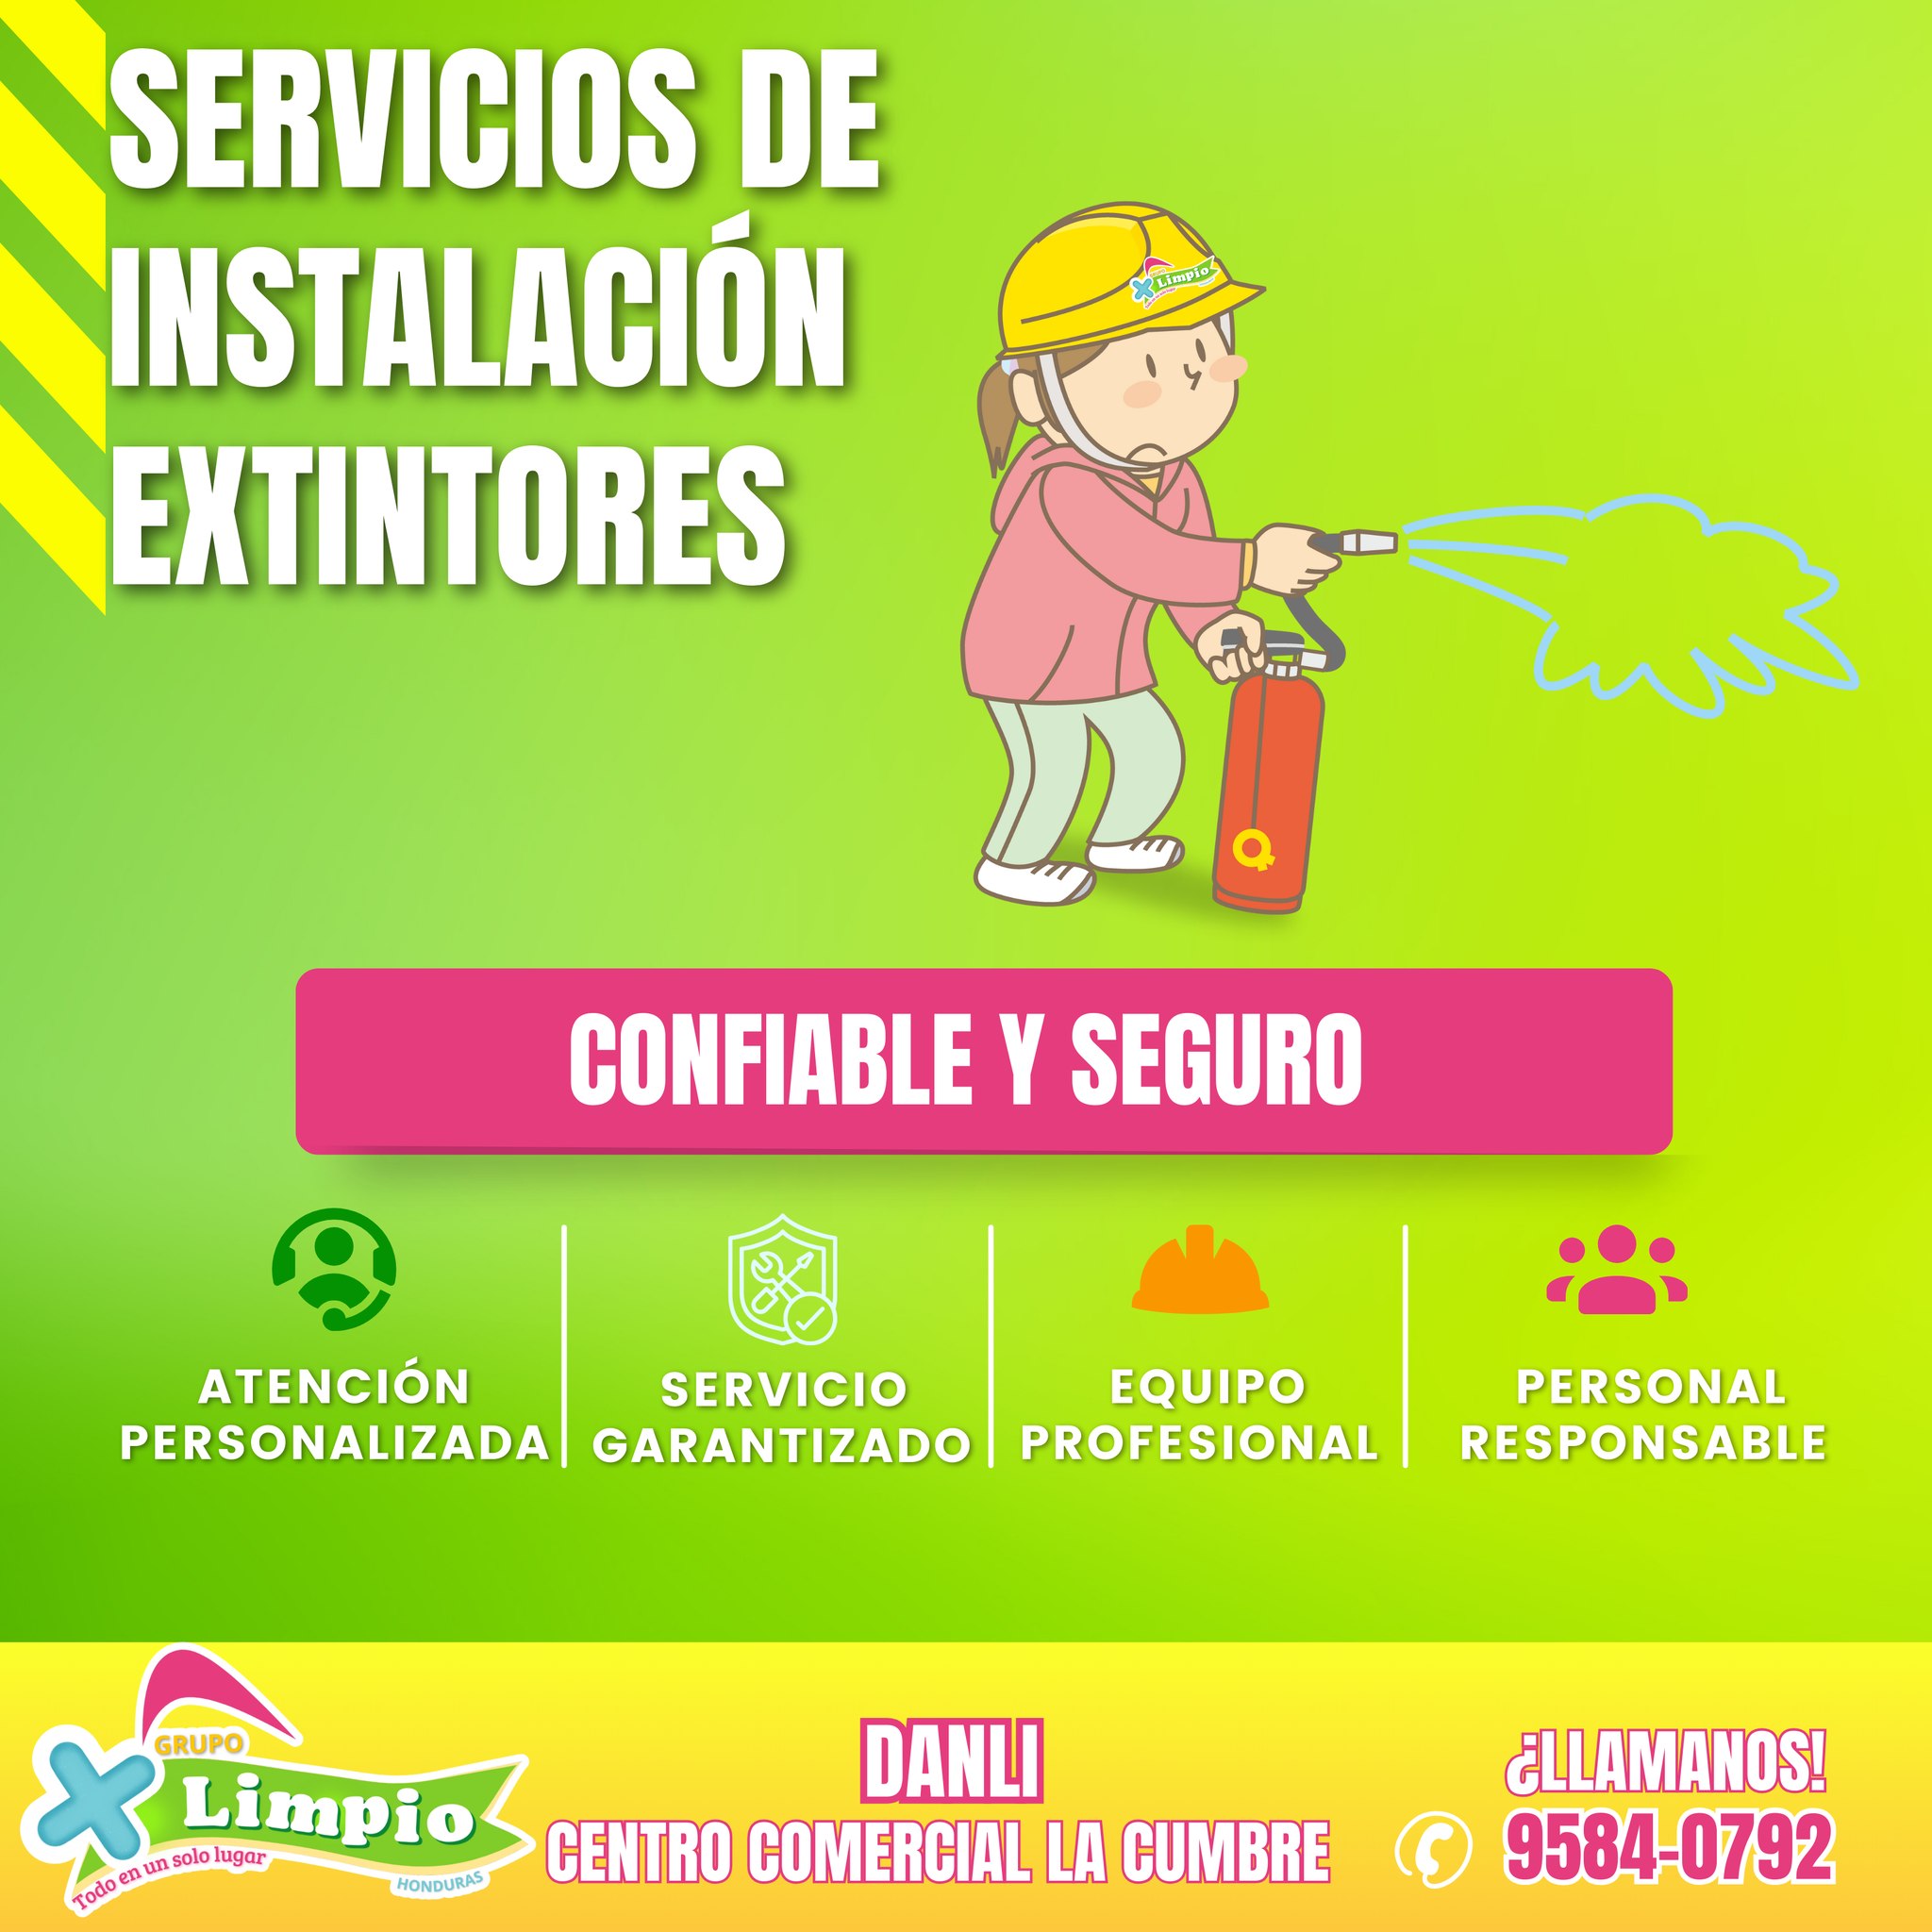 SERVICIOS DE
INSTALACIÓN
EXTINTORES
Limpio
CONFIABLE Y SEGURO
ATENCIÓN
PERSONALIZADA
SERVICIO
GARANTIZADO
EQUIPO
PROFESIONAL
PERSONAL
RESPONSABLE
GRUPO
Limpio
Todo en un solo lugar
HONDURAS
DANLI
CENTRO COMERCIAL LA CUMBRE
¿LLAMANOS!
9584-0792